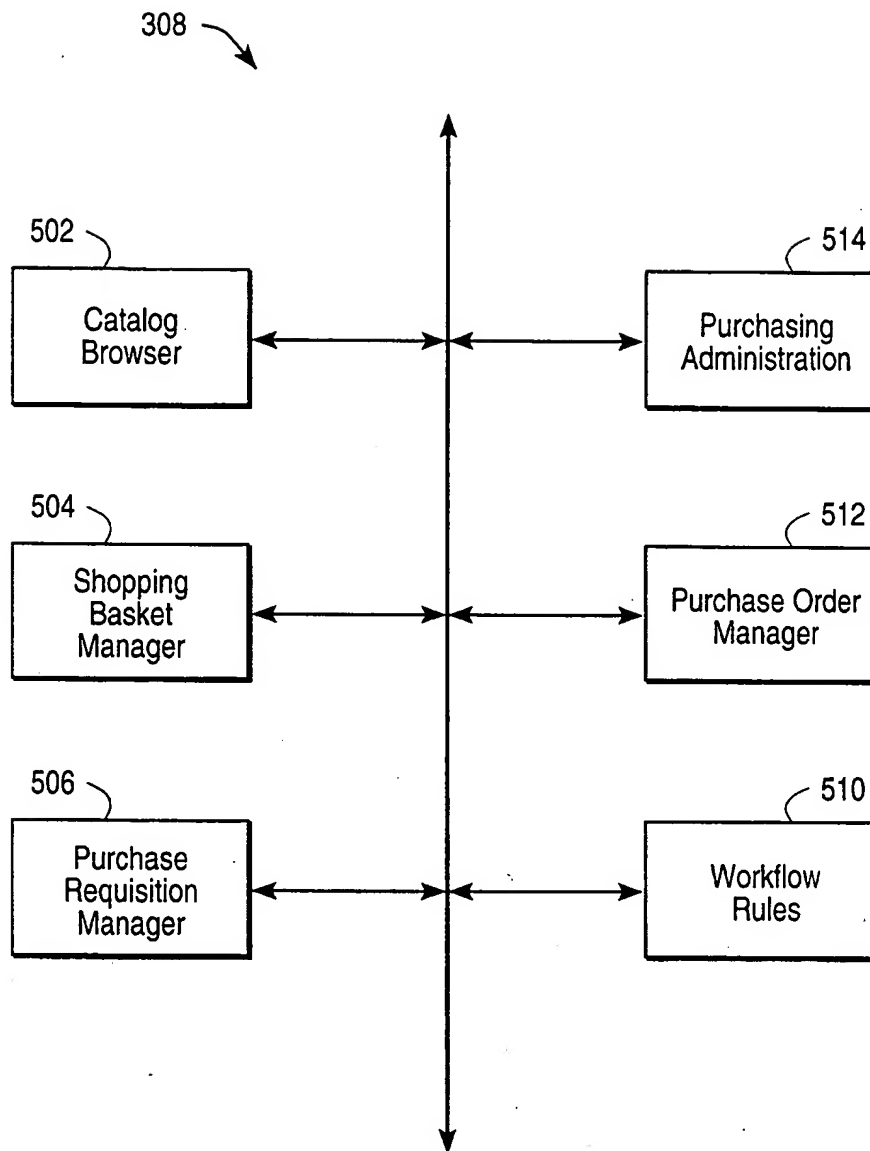 308
502
Catalog
Browser
514
Purchasing
Administration
504
Shopping
Basket
Manager
512
Purchase Order
Manager
506
Purchase
Requisition
Manager
510
Workflow
Rules